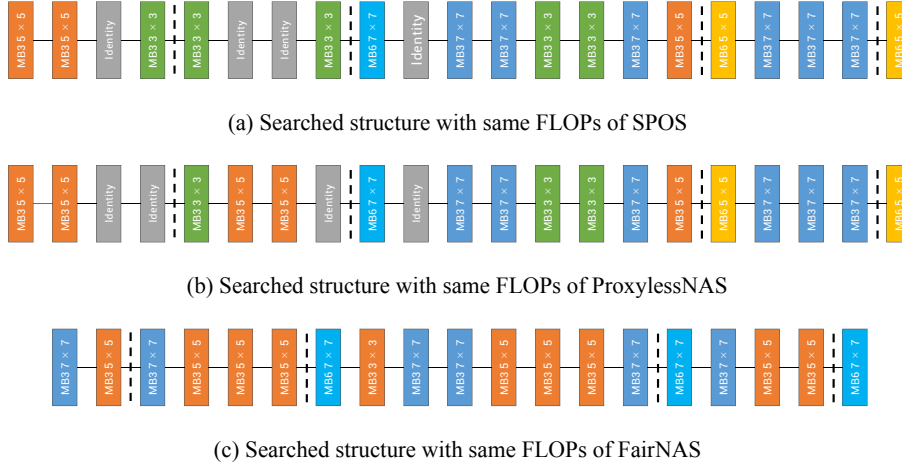 MB3 5 × 5
MB3 5 × 5
Identity
MB3 3 × 3
MB3 3 × 3
Identity
Identity
MB3 3 × 3
MB6 7 × 7
Identity
MB3 7 × 7
MB3 7 × 7
MB3 3 × 3
MB3 3 × 3
MB3 7 × 7
MB3 5 × 5
MB6 5 × 5
MB3 7 × 7
MB3 7 × 7
MB3 7 × 7
MB6 5 × 5
(a) Searched structure with same FLOPs of SPOS
MB3 5 × 5
MB3 5 × 5
Identity
Identity
MB3 3 × 3
MB3 5 × 5
MB3 5 × 5
Identity
MB6 7 × 7
Identity
MB3 7 × 7
MB3 7 × 7
MB3 3 × 3
MB3 3 × 3
MB3 7 × 7
MB3 5 × 5
MB6 5 × 5
MB3 7 × 7
MB3 7 × 7
MB3 7 × 7
MB6 5 × 5
(b) Searched structure with same FLOPs of ProxylessNAS
MB3 7 × 7
MB3 5 × 5
MB3 7 × 7
MB3 5 × 5
MB3 5 × 5
MB3 5 × 5
MB6 7 × 7
MB3 3 × 3
MB3 7 × 7
MB3 7 × 7
MB3 5 × 5
MB3 5 × 5
MB3 5 × 5
MB3 7 × 7
MB6 7 × 7
MB3 7 × 7
MB3 5 × 5
MB3 5 × 5
MB6 7 × 7
(c) Searched structure with same FLOPs of FairNAS